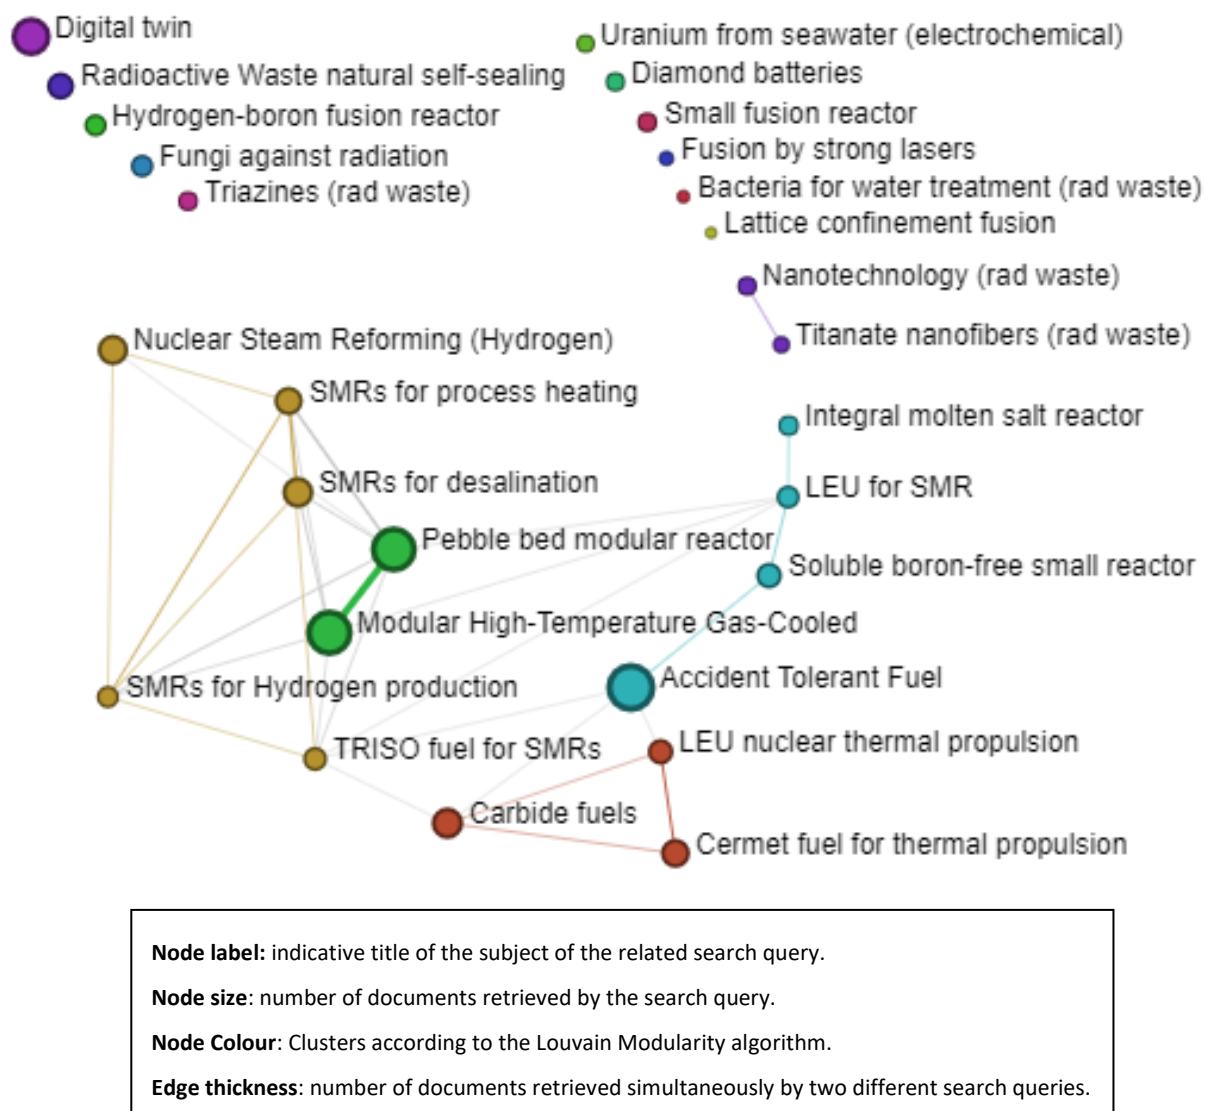 Digital twin
Radioactive Waste natural self-sealing
Hydrogen-boron fusion reactor
Fungi against radiation
Triazines (rad waste)
Uranium from seawater (electrochemical)
Diamond batteries
Small fusion reactor
Fusion by strong lasers
Bacteria for water treatment (rad waste)
Lattice confinement fusion
Nanotechnology (rad waste)
Titanate nanofibers (rad waste)
Nuclear Steam Reforming (Hydrogen)
SMRs for process heating
Integral molten salt reactor
SMRs for desalination
LEU for SMR
Pebble bed modular reactor
Soluble boron-free small reactor
Modular High-Temperature Gas-Cooled
SMRs for Hydrogen production
Accident Tolerant Fuel
TRISO fuel for SMRs
LEU nuclear thermal propulsion
Carbide fuels
Cermet fuel for thermal propulsion
Node label: indicative title of the subject of the related search query.
Node size: number of documents retrieved by the search query.
Node Colour: Clusters according to the Louvain Modularity algorithm.
Edge thickness: number of documents retrieved simultaneously by two different search queries.